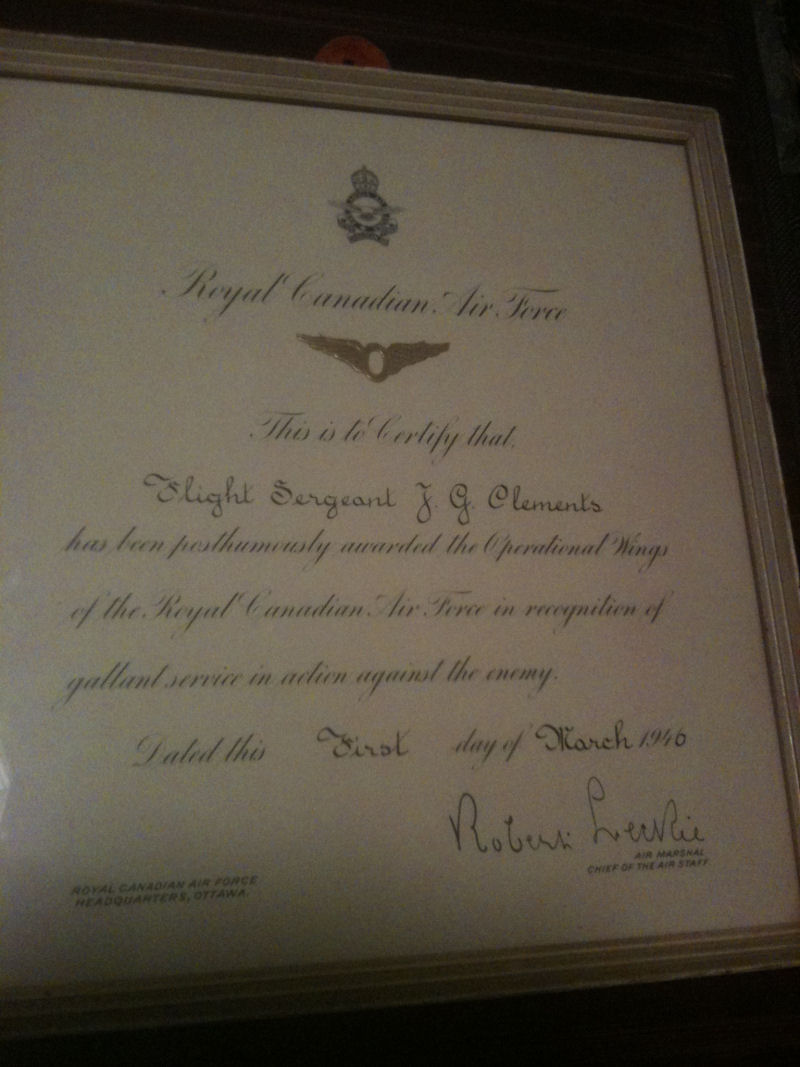 Royal Canadian Air Force
This is to Certify that,
Flight Sergeant J. G. Clements
has been posthumously awarded the Operational Wings
of the Royal Canadian Air Force in recognition of
gallant service in action against the enemy.
Dated this First day of March 1946
Robert Leckie
AIR MARSHAL
CHIEF OF THE AIR STAFF
ROYAL CANADIAN AIR FORCE
HEADQUARTERS, OTTAWA.